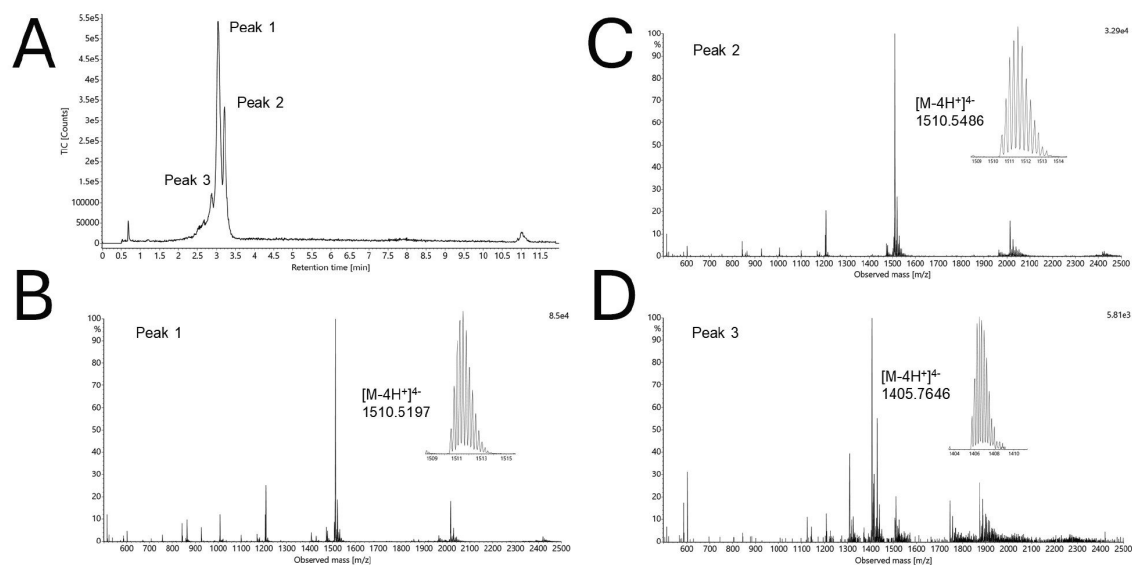 A
5.5e5
5e5
4.5e5
4e5
3.5e5
3e5
2.5e5
2e5
1.5e5
100000
50000
0
TIC [Counts]
Peak 1
Peak 2
Peak 3
0 0.5 1 1.5 2 2.5 3 3.5 4 4.5 5 5.5 6 6.5 7 7.5 8 8.5 9 9.5 10 10.5 11 11.5
Retention time [min]
C
Peak 2
3.29e4
100
%
90
80
70
60
50
40
30
20
10
0
[M-4H⁺]⁴⁻
1510.5486
1509 1510 1511 1512 1513 1514
600 700 800 900 1000 1100 1200 1300 1400 1500 1600 1700 1800 1900 2000 2100 2200 2300 2400 2500
Observed mass [m/z]
B
Peak 1
8.5e4
100
%
90
80
70
60
50
40
30
20
10
0
[M-4H⁺]⁴⁻
1510.5197
1509 1511 1513 1515
600 700 800 900 1000 1100 1200 1300 1400 1500 1600 1700 1800 1900 2000 2100 2200 2300 2400 2500
Observed mass [m/z]
D
Peak 3
5.81e3
100
%
90
80
70
60
50
40
30
20
10
0
[M-4H⁺]⁴⁻
1405.7646
1404 1406 1408 1410
600 700 800 900 1000 1100 1200 1300 1400 1500 1600 1700 1800 1900 2000 2100 2200 2300 2400 2500
Observed mass [m/z]